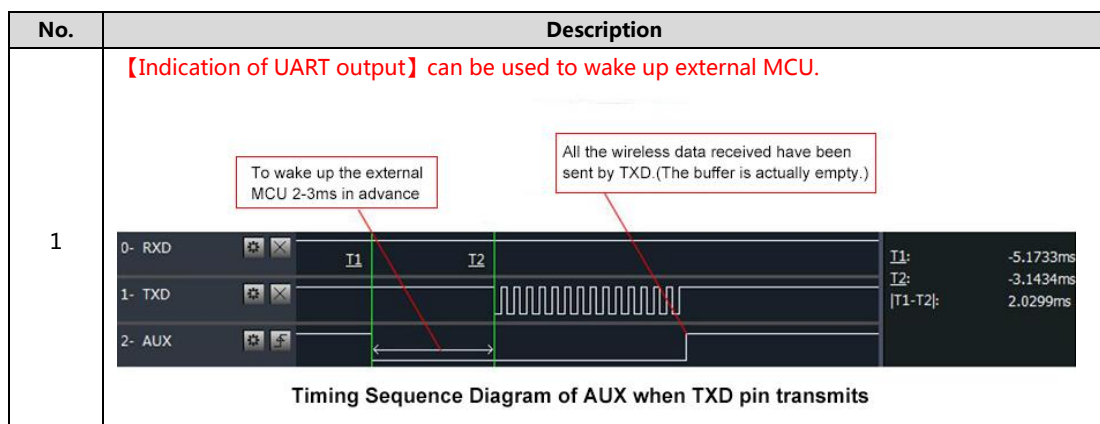 No. Description
【Indication of UART output】 can be used to wake up external MCU.
All the wireless data received have been
sent by TXD.(The buffer is actually empty.)
To wake up the external
MCU 2-3ms in advance
1
0- RXD
T1 T2
1- TXD
2- AUX
T1: -5.1733ms
T2: -3.1434ms
|T1-T2|: 2.0299ms
Timing Sequence Diagram of AUX when TXD pin transmits